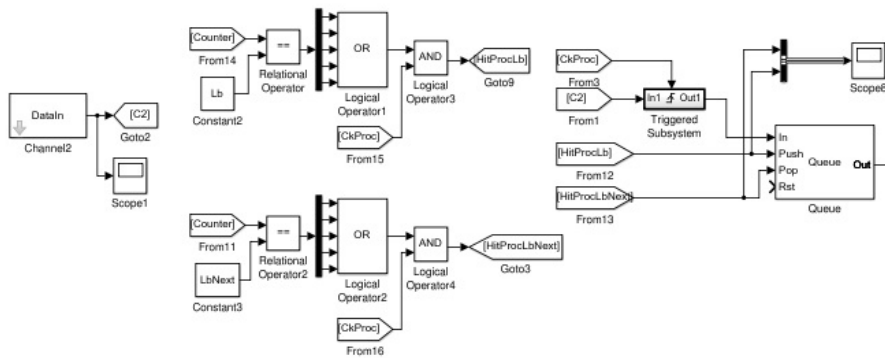 DataIn
Channel2
[C2]
Goto2
Scope1
[Counter]
From14
Lb
Constant2
==
Relational
Operator
OR
Logical
Operator1
[CkProc]
From15
AND
Logical
Operator3
[HitProcLb]
Goto9
[Counter]
From11
LbNext
Constant3
==
Relational
Operator2
OR
Logical
Operator2
[CkProc]
From16
AND
Logical
Operator4
[HitProcLbNext]
Goto3
[CkProc]
From3
[C2]
From1
In1 Out1
Triggered
Subsystem
[HitProcLb]
From12
[HitProcLbNext]
From13
In
Push
Pop
Rst
Queue
Out
Queue